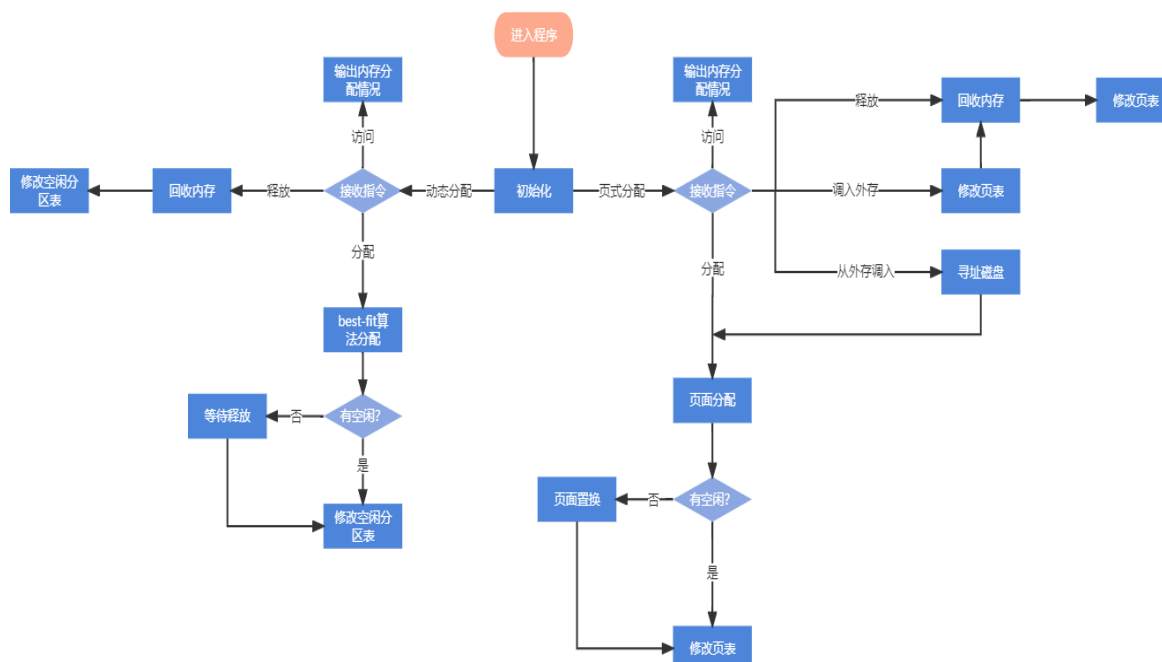 进入程序
输出内存分
配情况
输出内存分
配情况
释放
回收内存
修改页表
访问
访问
修改空闲分
区表
回收内存
释放
接收指令
动态分配
初始化
页式分配
接收指令
调入外存
修改页表
分配
分配
从外存调入
寻址磁盘
best-fit算
法分配
页面分配
等待释放
否
有空闲?
是
页面置换
否
有空闲?
修改空闲分
区表
是
修改页表